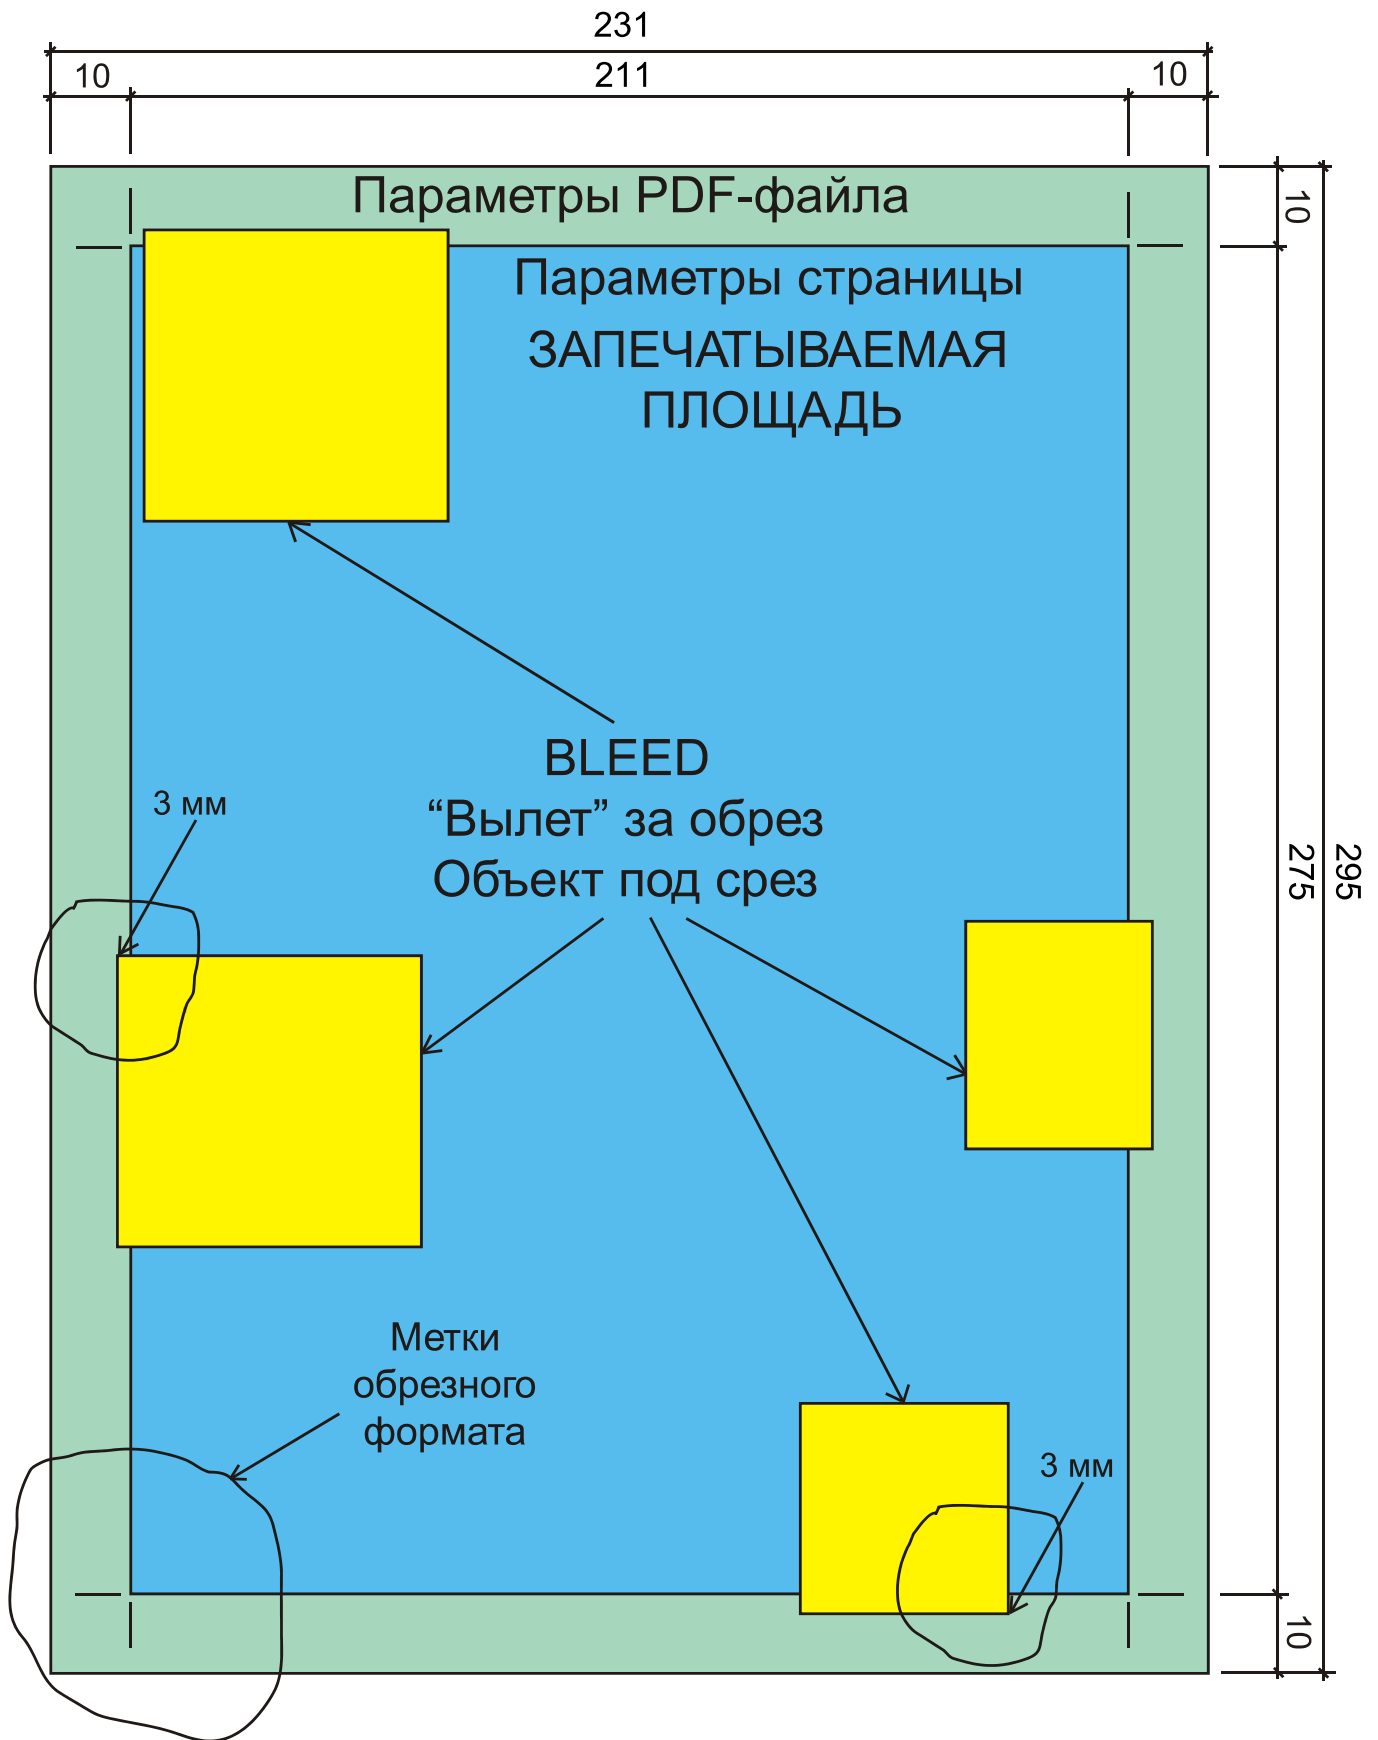 231
10
211
10
Параметры PDF-файла
10
Параметры страницы
ЗАПЕЧАТЫВАЕМАЯ
ПЛОЩАДЬ
BLEED
“Вылет” за обрез
Объект под срез
3 мм
275
295
Метки
обрезного
формата
3 мм
10